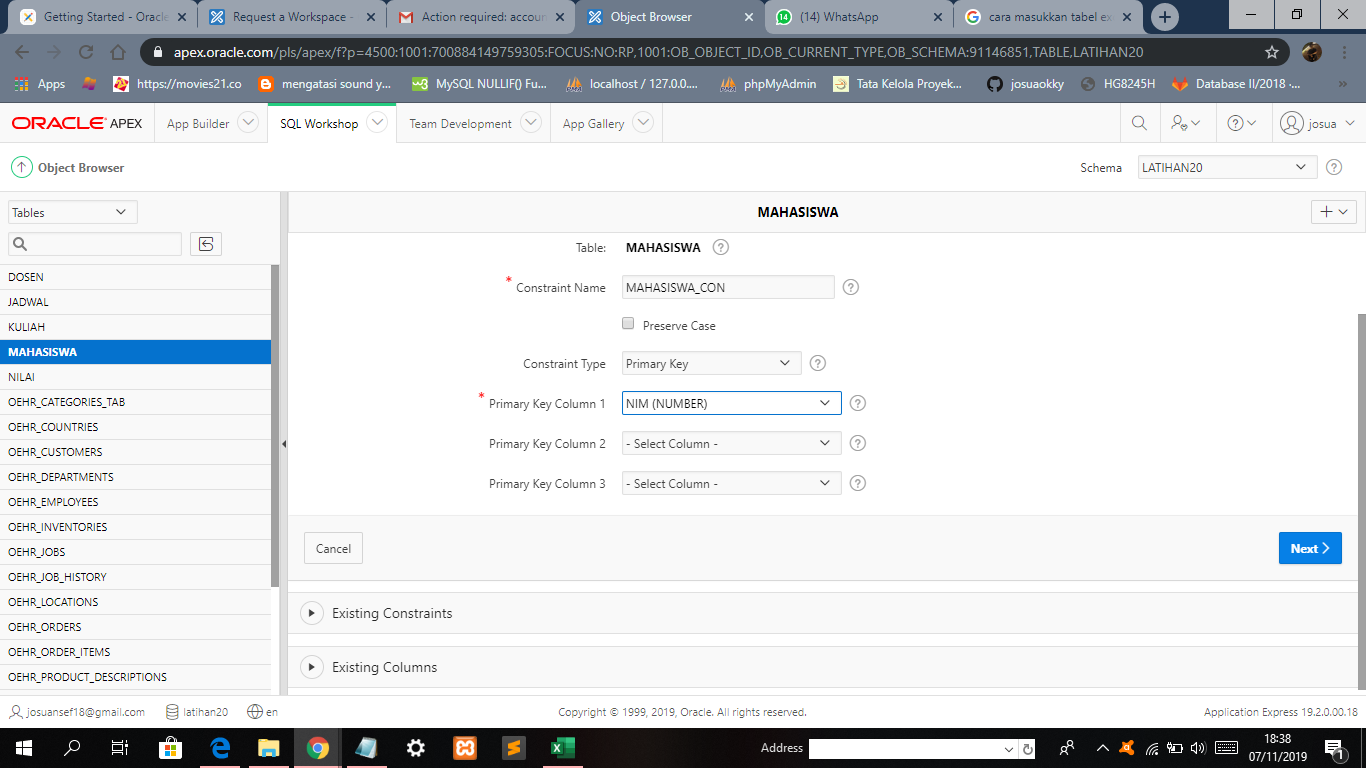 Getting Started - Oracle
Request a Workspace -
Action required: accoun
Object Browser
(14) WhatsApp
cara masukkan tabel ex
apex.oracle.com/pls/apex/f?p=4500:1001:700884149759305:FOCUS:NO:RP,1001:OB_OBJECT_ID,OB_CURRENT_TYPE,OB_SCHEMA:91146851,TABLE,LATIHAN20
Apps
https://movies21.co
mengatasi sound y...
MySQL NULLIF() Fu...
localhost / 127.0.0....
phpMyAdmin
Tata Kelola Proyek...
josuaokky
HG8245H
Database II/2018 -...
»
ORACLE APEX
App Builder
SQL Workshop
Team Development
App Gallery
josua
Object Browser
Schema
LATIHAN20
Tables
MAHASISWA
DOSEN
JADWAL
KULIAH
MAHASISWA
NILAI
OEHR_CATEGORIES_TAB
OEHR_COUNTRIES
OEHR_CUSTOMERS
OEHR_DEPARTMENTS
OEHR_EMPLOYEES
OEHR_INVENTORIES
OEHR_JOBS
OEHR_JOB_HISTORY
OEHR_LOCATIONS
OEHR_ORDERS
OEHR_ORDER_ITEMS
OEHR_PRODUCT_DESCRIPTIONS
Table: MAHASISWA
* Constraint Name MAHASISWA_CON
Preserve Case
Constraint Type Primary Key
* Primary Key Column 1 NIM (NUMBER)
Primary Key Column 2 - Select Column -
Primary Key Column 3 - Select Column -
Cancel
Next
Existing Constraints
Existing Columns
josuansef18@gmail.com
latihan20
en
Copyright © 1999, 2019, Oracle. All rights reserved.
Application Express 19.2.0.00.18
Address
18:38
07/11/2019
1